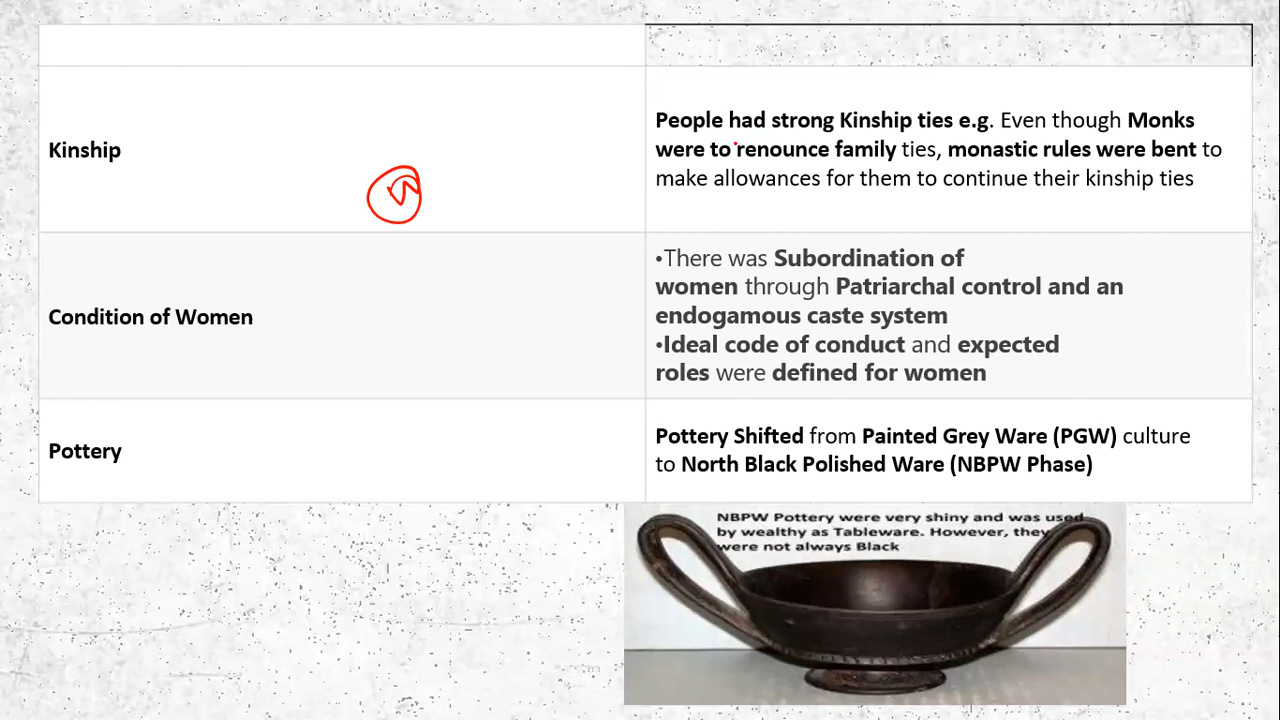 Kinship
People had strong Kinship ties e.g. Even though Monks
were to renounce family ties, monastic rules were bent to
make allowances for them to continue their kinship ties
Condition of Women
•There was Subordination of
women through Patriarchal control and an
endogamous caste system
•Ideal code of conduct and expected
roles were defined for women
Pottery
Pottery Shifted from Painted Grey Ware (PGW) culture
to North Black Polished Ware (NBPW Phase)
NBPW Pottery were very shiny and was used
by wealthy as Tableware. However, they
were not always Black